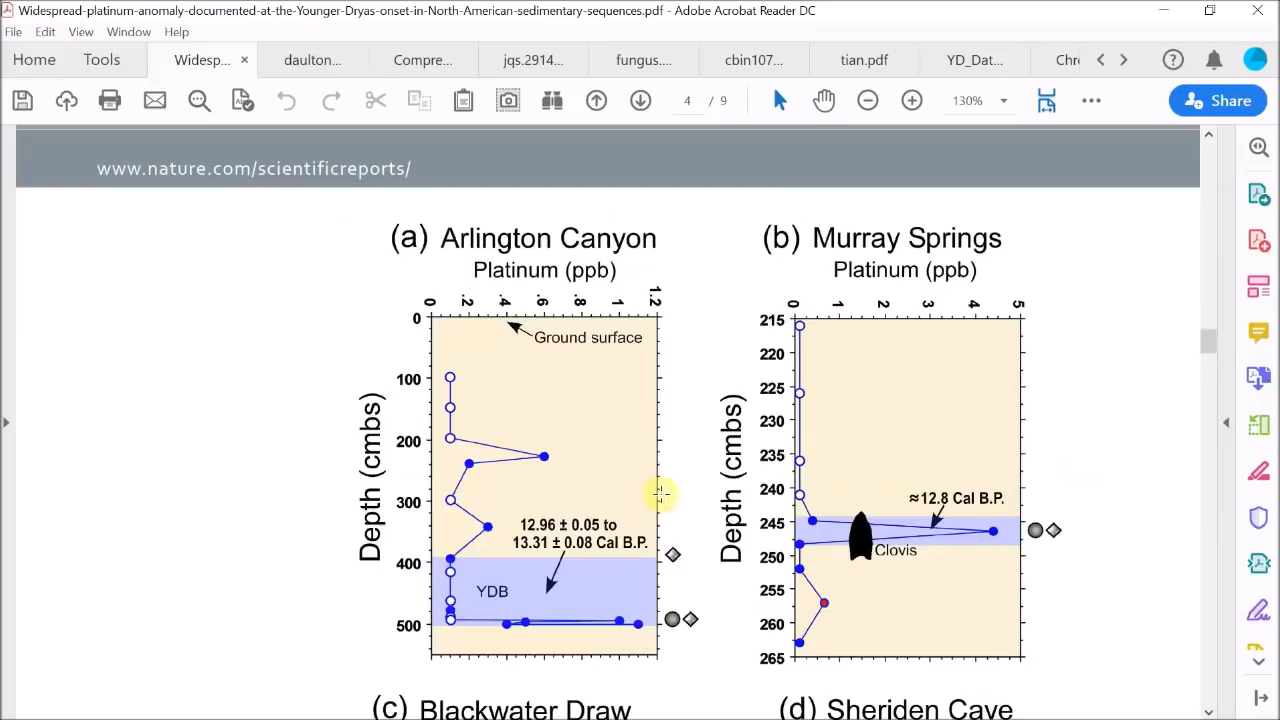 Widespread-platinum-anomaly-documented-at-the-Younger-Dryas-onset-in-North-American-sedimentary-sequences.pdf - Adobe Acrobat Reader DC
File Edit View Window Help
Home Tools Widesp... × daulton... Compre... jqs.2914... fungus.... cbin107... tian.pdf YD_Dat... Chr
4 / 9 130% Share
www.nature.com/scientificreports/
(a) Arlington Canyon
Platinum (ppb)
0 .2 .4 .6 .8 1 1.2
0
100
200
300
400
500
Depth (cmbs)
Ground surface
12.96 ± 0.05 to
13.31 ± 0.08 Cal B.P.
YDB
(b) Murray Springs
Platinum (ppb)
0 1 2 3 4 5
215
220
225
230
235
240
245
250
255
260
265
Depth (cmbs)
≈12.8 Cal B.P.
Clovis
(c) Blackwater Draw
(d) Sheriden Cave